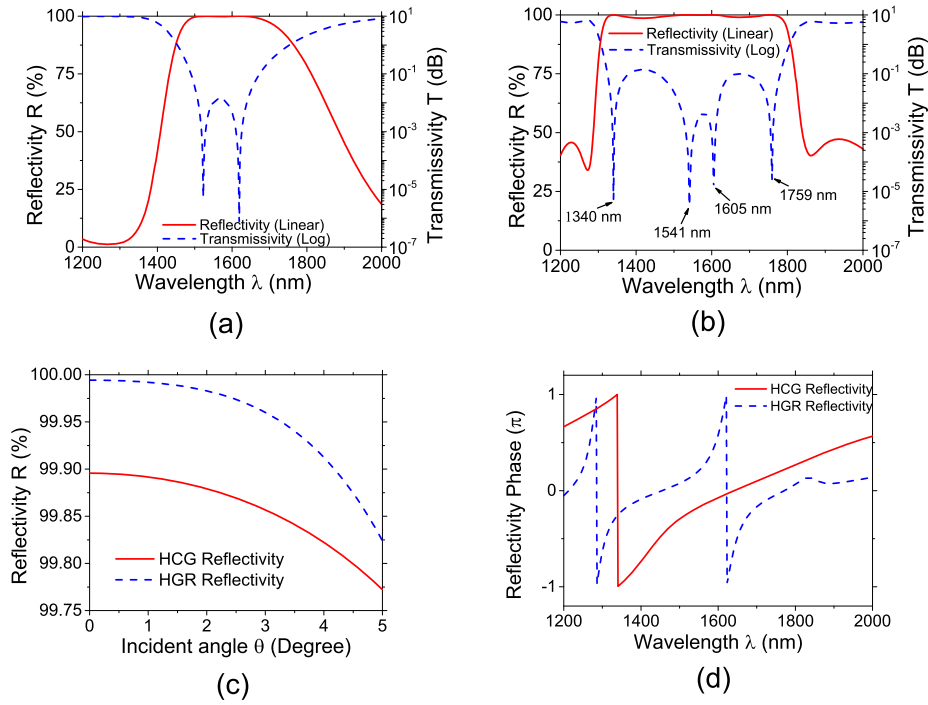 100
75
50
25
0
Reflectivity R (%)
10^1
10^-1
10^-3
10^-5
10^-7
Transmissivity T (dB)
Reflectivity (Linear)
Transmissivity (Log)
1200 1400 1600 1800 2000
Wavelength λ (nm)
(a)
100
75
50
25
0
Reflectivity R (%)
10^1
10^-1
10^-3
10^-5
10^-7
Transmissivity T (dB)
Reflectivity (Linear)
Transmissivity (Log)
1340 nm
1541 nm
1605 nm
1759 nm
1200 1400 1600 1800 2000
Wavelength λ (nm)
(b)
100.00
99.95
99.90
99.85
99.80
99.75
Reflectivity R (%)
HCG Reflectivity
HGR Reflectivity
0 1 2 3 4 5
Incident angle θ (Degree)
(c)
1
0
-1
Reflectivity Phase (π)
HCG Reflectivity
HGR Reflectivity
1200 1400 1600 1800 2000
Wavelength λ (nm)
(d)